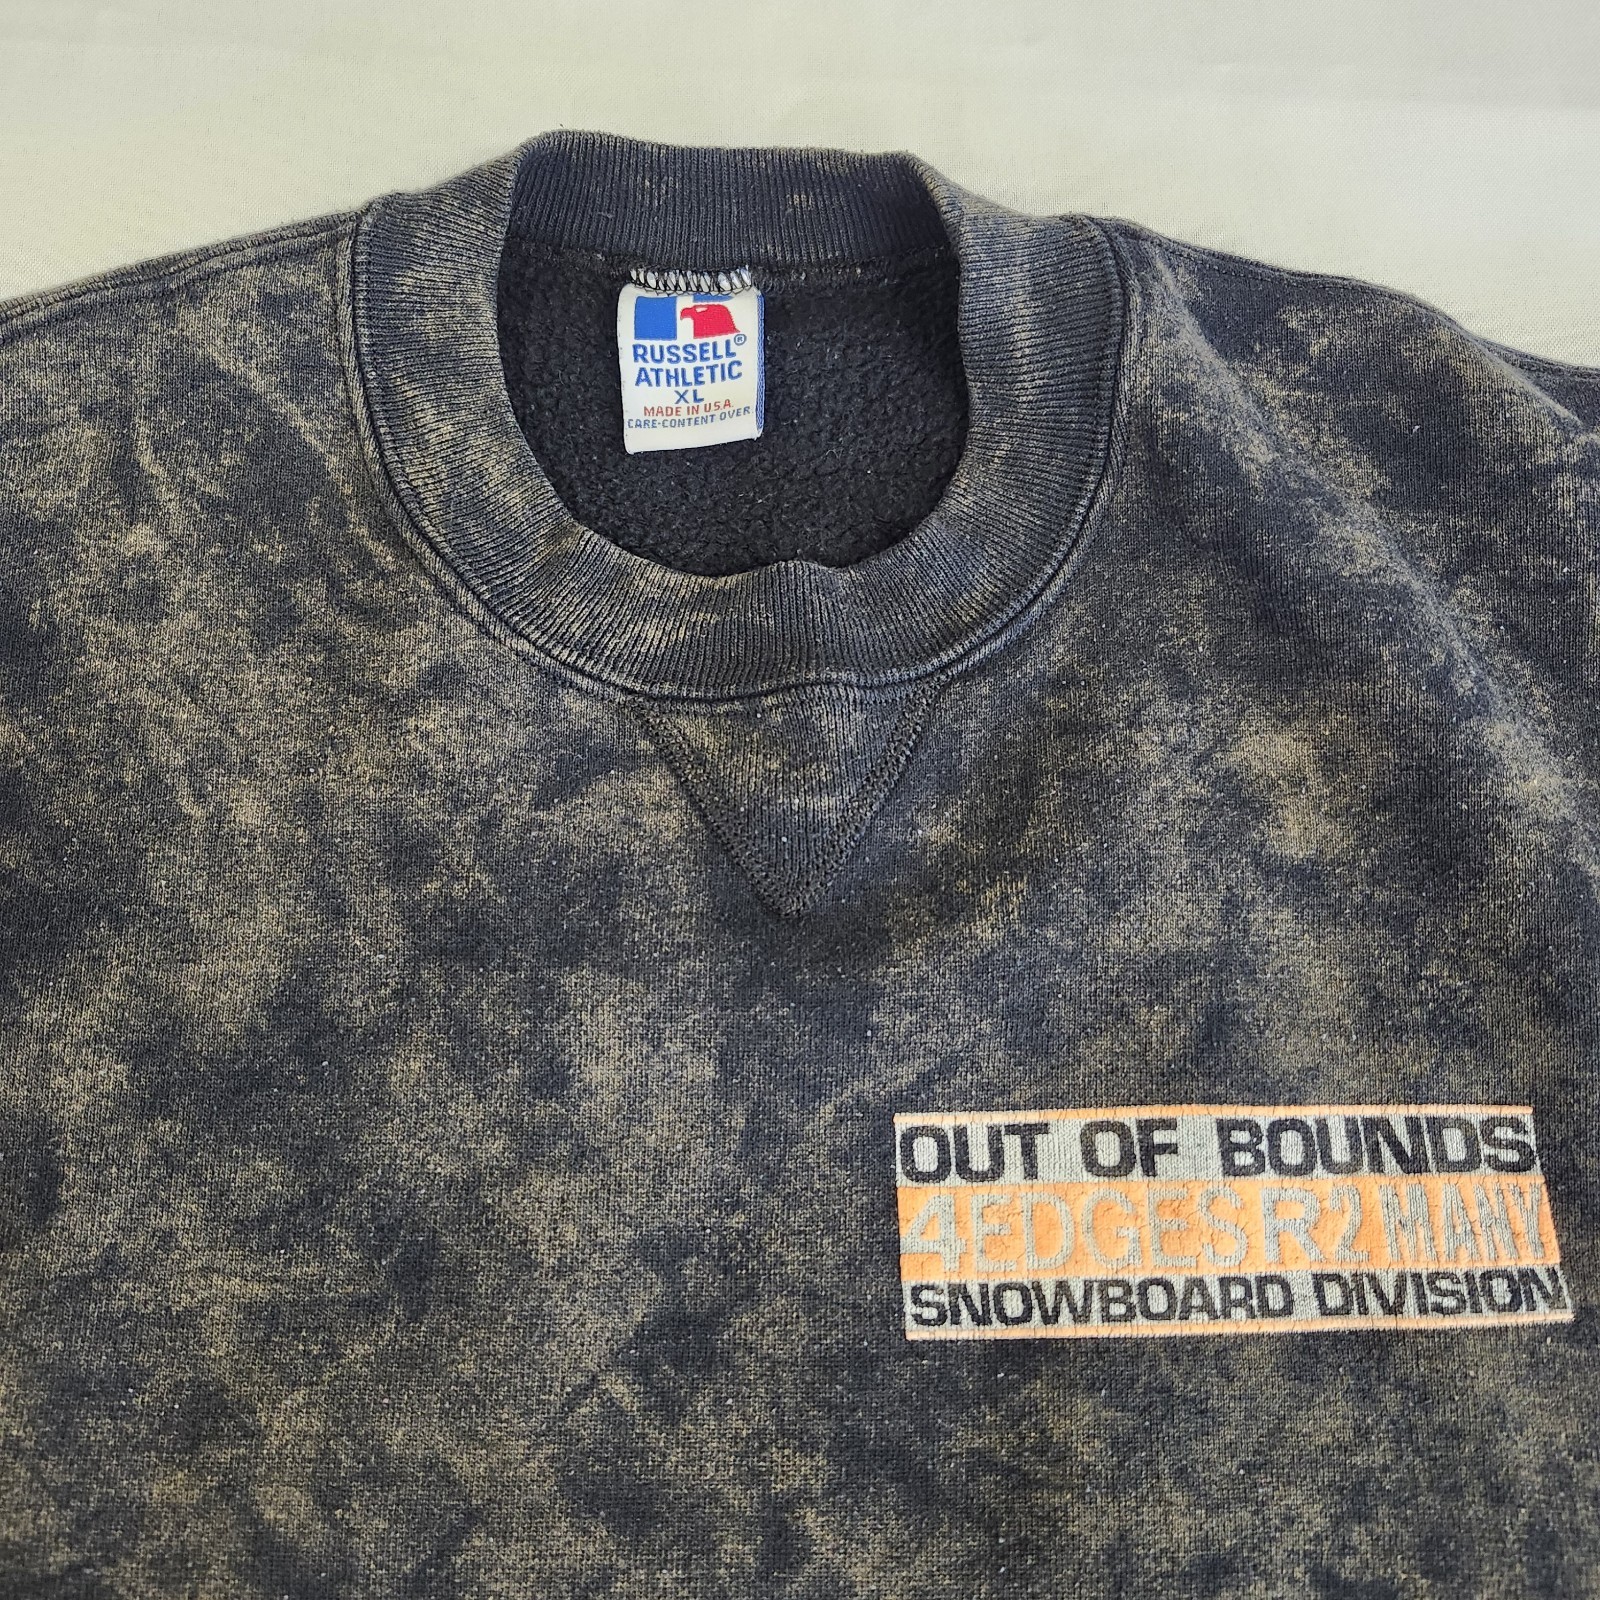 RUSSELL®
ATHLETIC
XL
MADE IN U.S.A.
CARE-CONTENT OVER
OUT OF BOUNDS
4EDGES R2 MANY
SNOWBOARD DIVISION